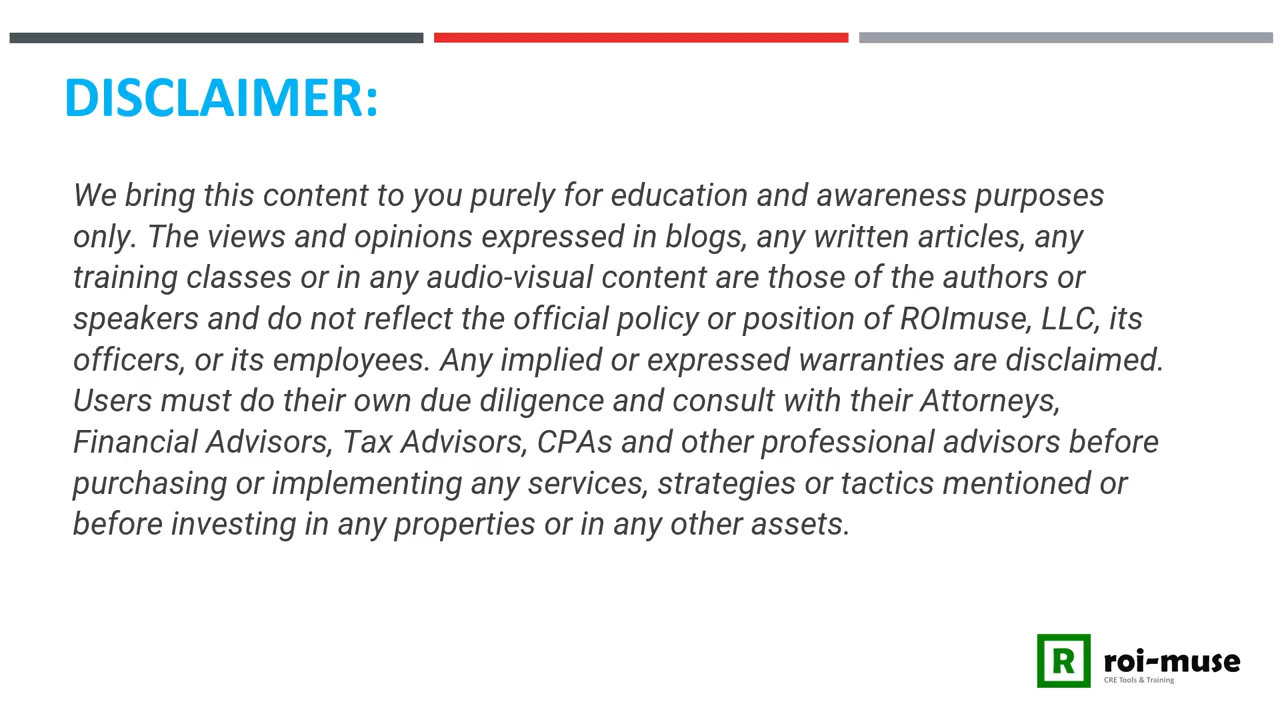 DISCLAIMER:
We bring this content to you purely for education and awareness purposes
only. The views and opinions expressed in blogs, any written articles, any
training classes or in any audio-visual content are those of the authors or
speakers and do not reflect the official policy or position of ROImuse, LLC, its
officers, or its employees. Any implied or expressed warranties are disclaimed.
Users must do their own due diligence and consult with their Attorneys,
Financial Advisors, Tax Advisors, CPAs and other professional advisors before
purchasing or implementing any services, strategies or tactics mentioned or
before investing in any properties or in any other assets.
R roi-muse
CRE Tools & Training